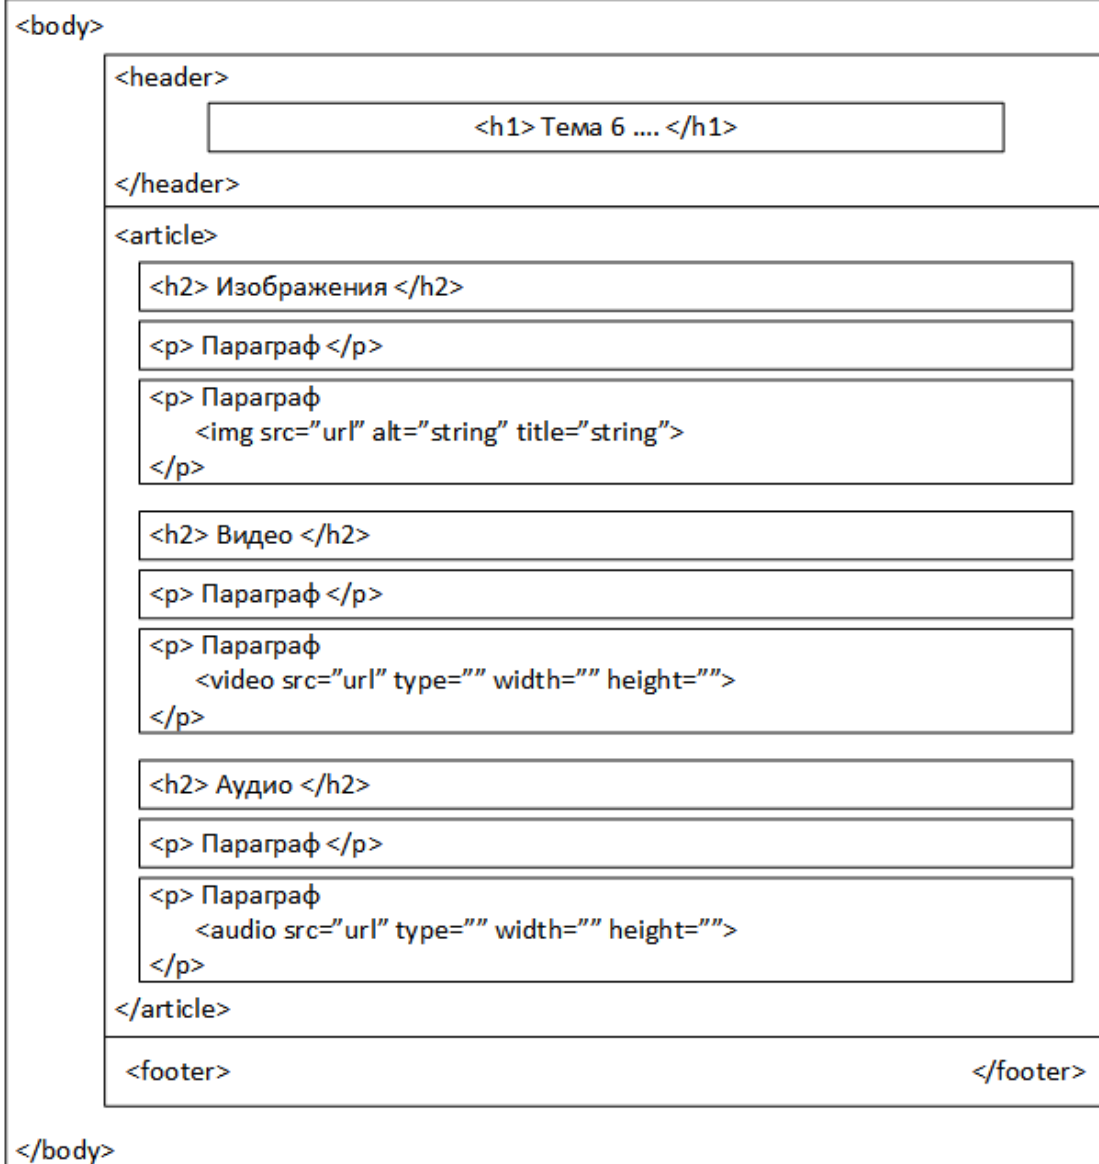 <body>
<header>
<h1> Тема 6 .... </h1>
</header>
<article>
<h2> Изображения </h2>
<p> Параграф </p>
<p> Параграф
<img src=”url” alt=”string” title=”string”>
</p>
<h2> Видео </h2>
<p> Параграф </p>
<p> Параграф
<video src=”url” type=”” width=”” height=””>
</p>
<h2> Аудио </h2>
<p> Параграф </p>
<p> Параграф
<audio src=”url” type=”” width=”” height=””>
</p>
</article>
<footer> </footer>
</body>